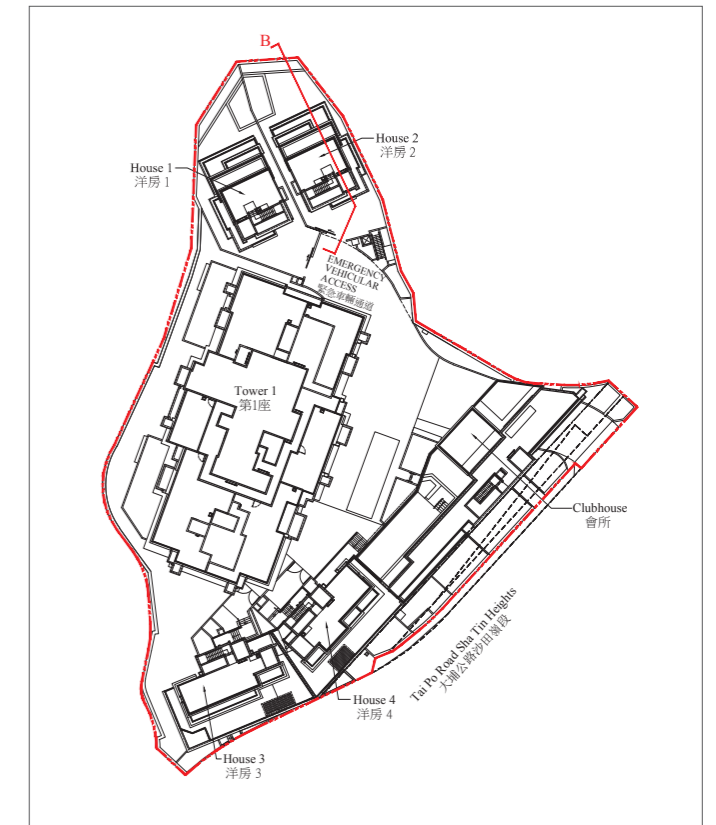 B
House 2
洋房 2
House 1
洋房 1
EMERGENCY
VEHICULAR
ACCESS
緊急車輛通道
Tower 1
第1座
Clubhouse
會所
Tai Po Road Sha Tin Heights
大埔公路沙田嶺段
House 4
洋房 4
House 3
洋房 3